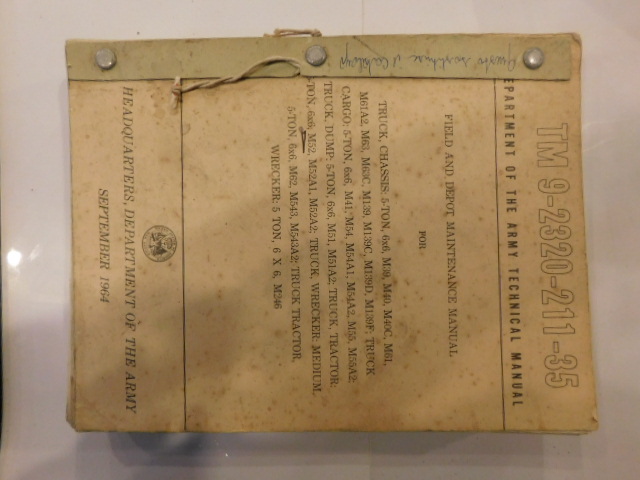 TM 9-2320-211-35
DEPARTMENT OF THE ARMY TECHNICAL MANUAL
FIELD AND DEPOT MAINTENANCE MANUAL
FOR
TRUCK, CHASSIS: 5-TON, 6x6, M39, M40, M40C, M61,
M61A2, M63, M63C, M139, M139C, M139D, M139F; TRUCK
CARGO: 5-TON, 6x6, M41, M54, M54A1, M54A2, M55, M55A2;
TRUCK, DUMP: 5-TON, 6x6, M51, M51A2; TRUCK, TRACTOR:
5-TON, 6x6, M52, M52A1, M52A2; TRUCK, WRECKER: MEDIUM,
5-TON, 6x6, M62, M543, M543A2; TRUCK TRACTOR,
WRECKER: 5 TON, 6 X 6, M246
HEADQUARTERS, DEPARTMENT OF THE ARMY
SEPTEMBER 1964
Questo il